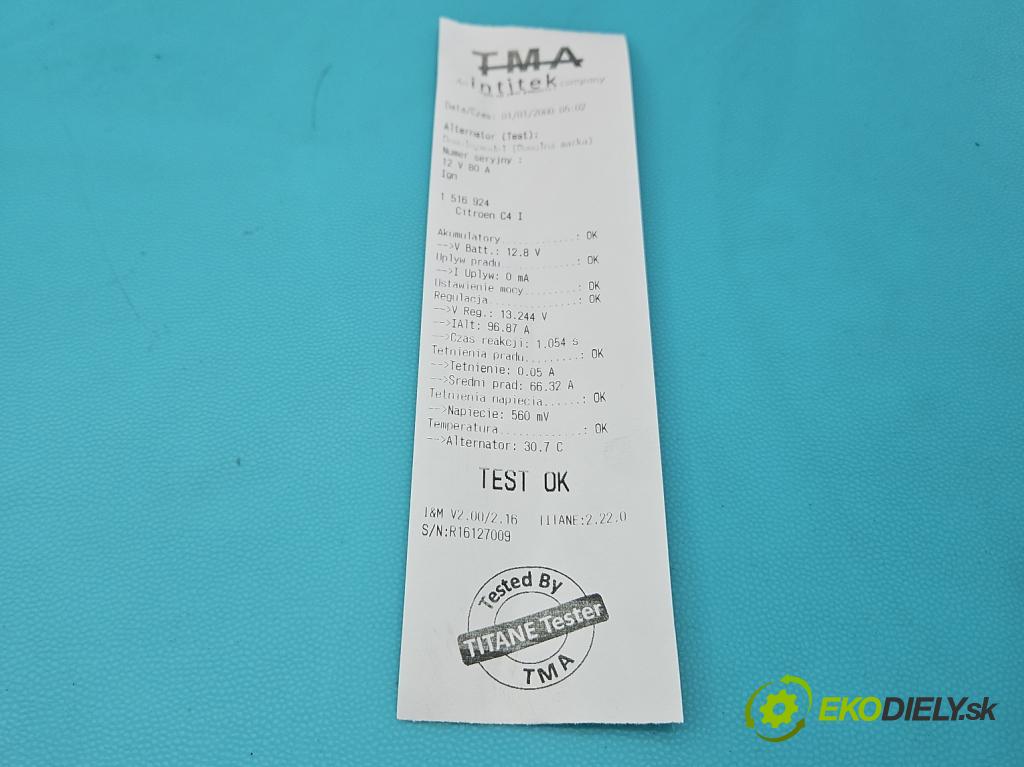 TMA
intitek company
Data/Czas: 01/01/2000 05:02
Alternator (Test):
Numer seryjny :
12 V 80 A
Ign
1 516 924
Citroen C4 I
Akumulatory............: OK
-->V Batt.: 12.8 V
Uplyw pradu............: OK
-->I Uplyw: 0 mA
Ustawienie mocy........: OK
Regulacja..............: OK
-->V Reg.: 13.244 V
-->IAlt: 96.87 A
-->Czas reakcji: 1.054 s
Tetnienia pradu.........: OK
-->Tetnienie: 0.05 A
-->Sredni prad: 66.32 A
Tetnienia napiecia......: OK
-->Napiecie: 560 mV
Temperatura.............: OK
-->Alternator: 30.7 C
TEST OK
I&M V2.00/2.16 TITANE:2.22.0
S/N:R16127009
Tested By
TITANE Tester
TMA
EKODIELY.sk